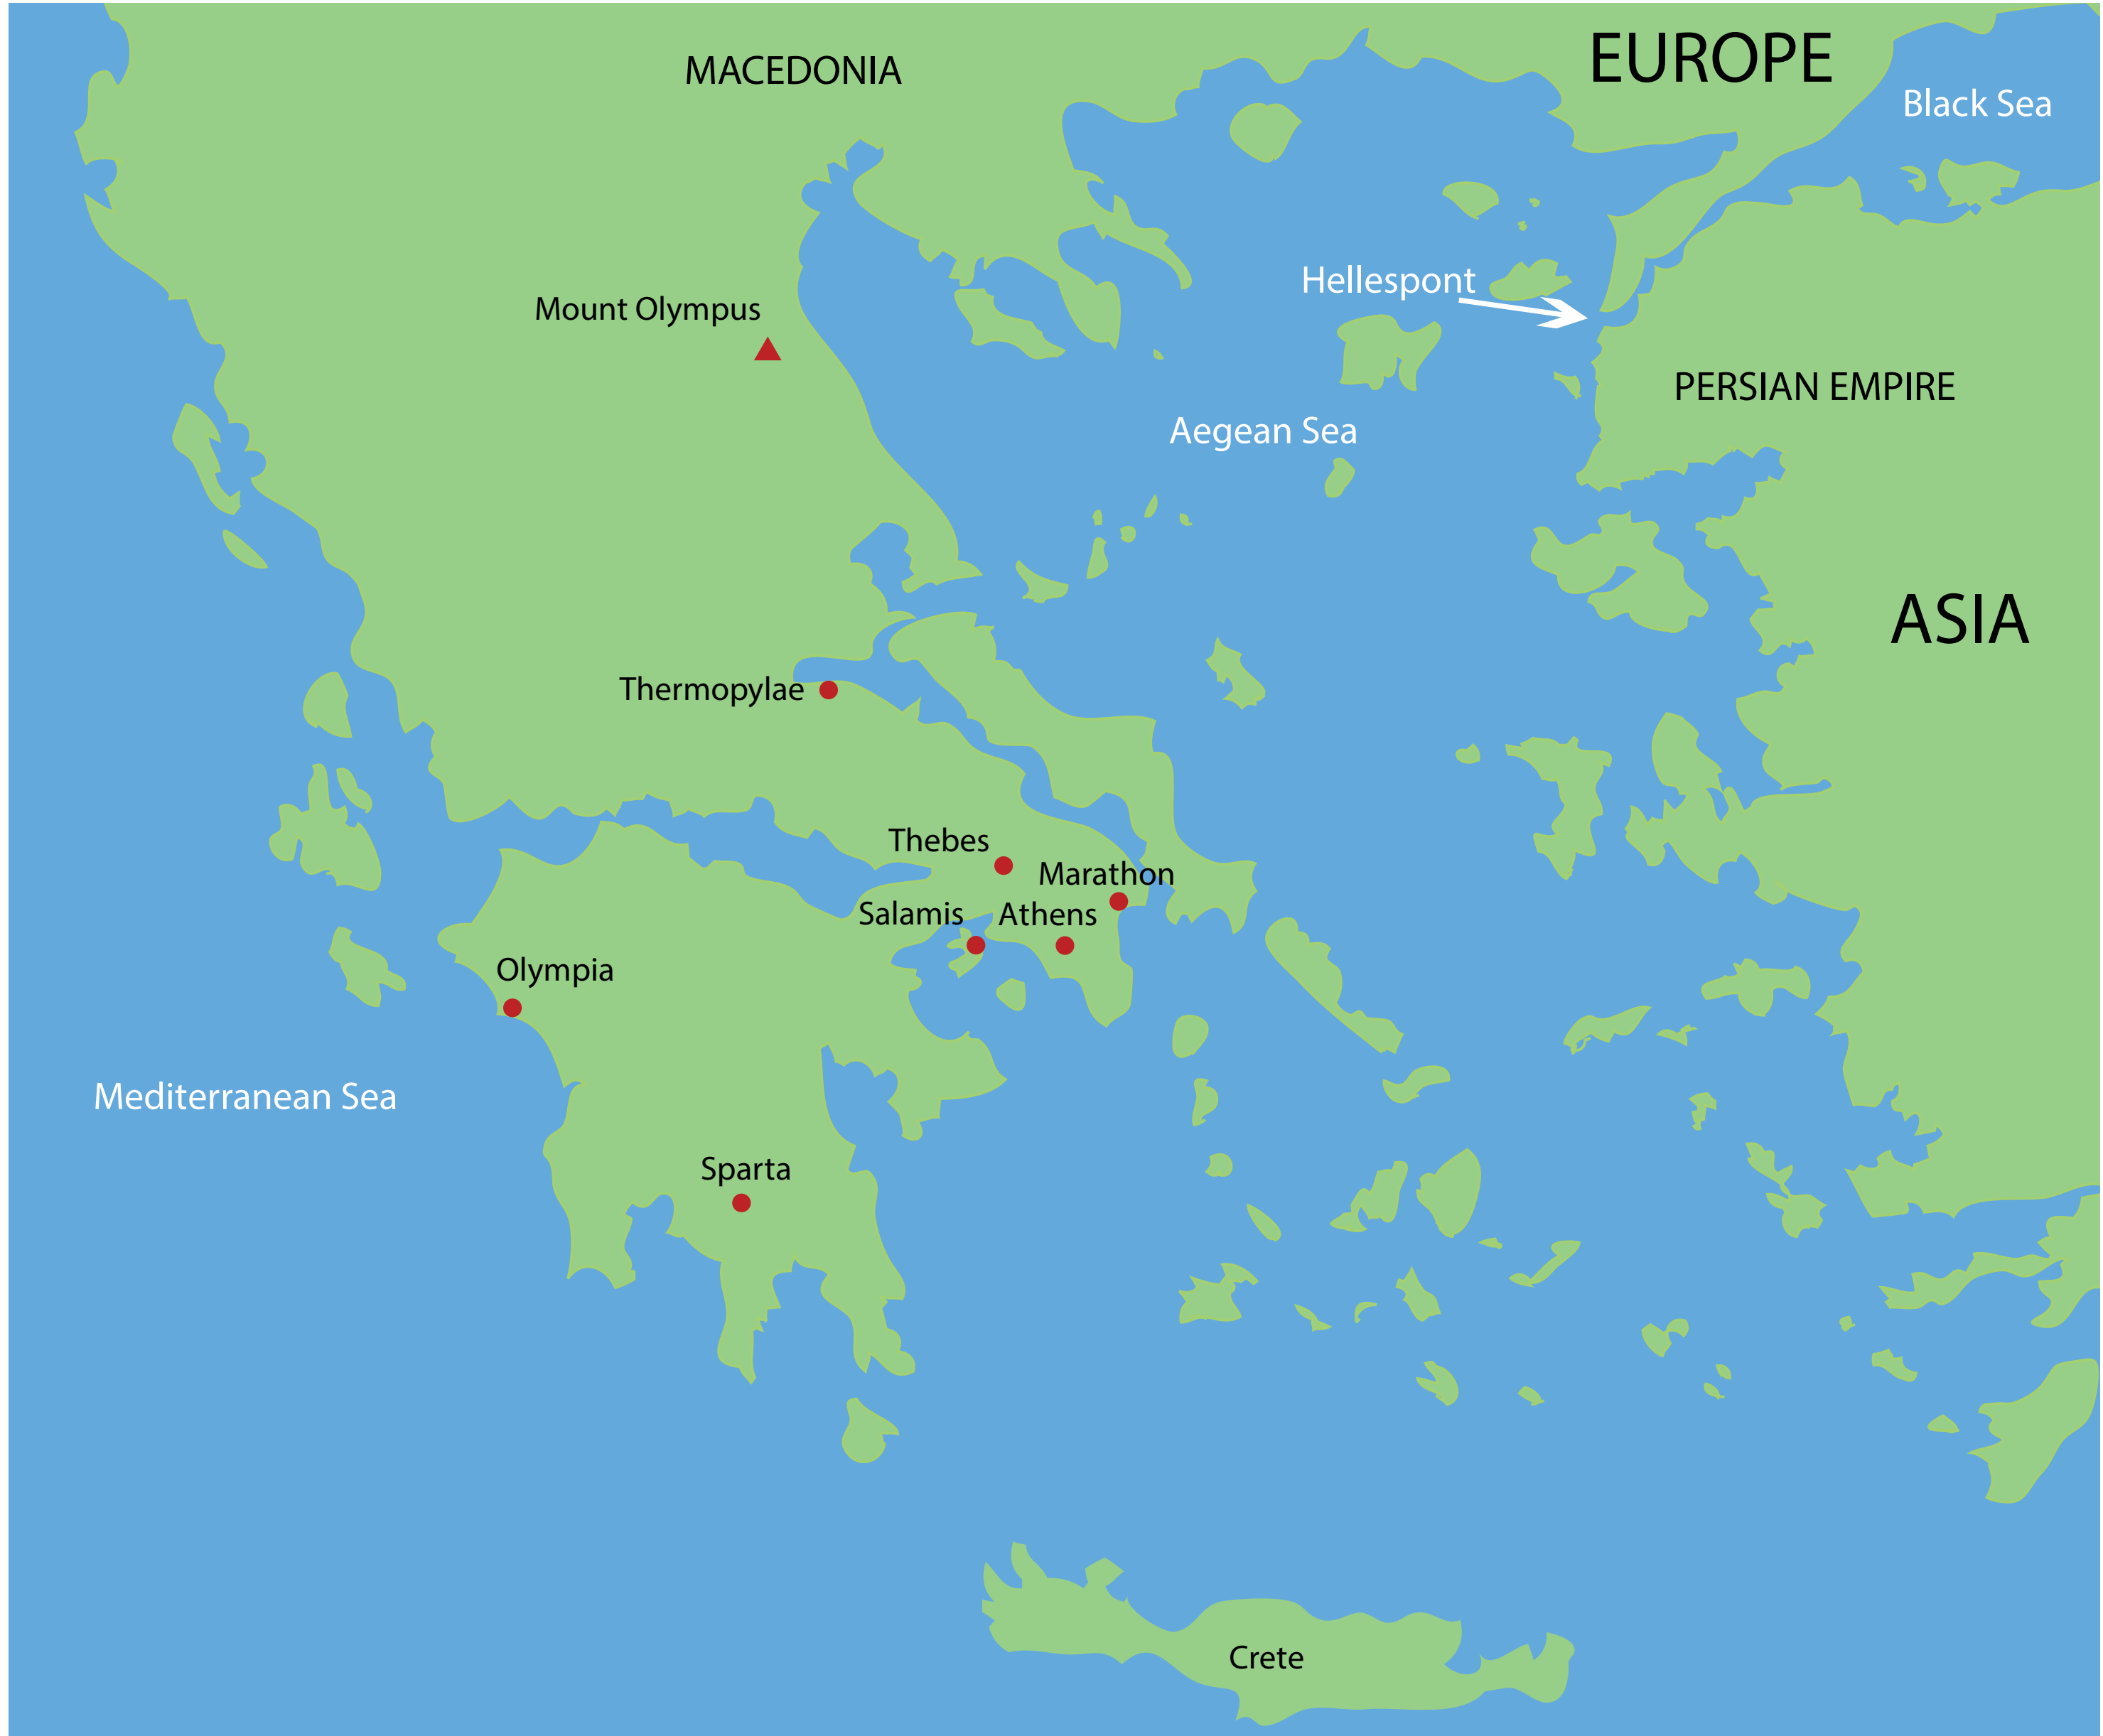 EUROPE
MACEDONIA
Black Sea
Hellespont
Mount Olympus
PERSIAN EMPIRE
Aegean Sea
ASIA
Thermopylae
Thebes
Marathon
Salamis
Athens
Olympia
Mediterranean Sea
Sparta
Crete